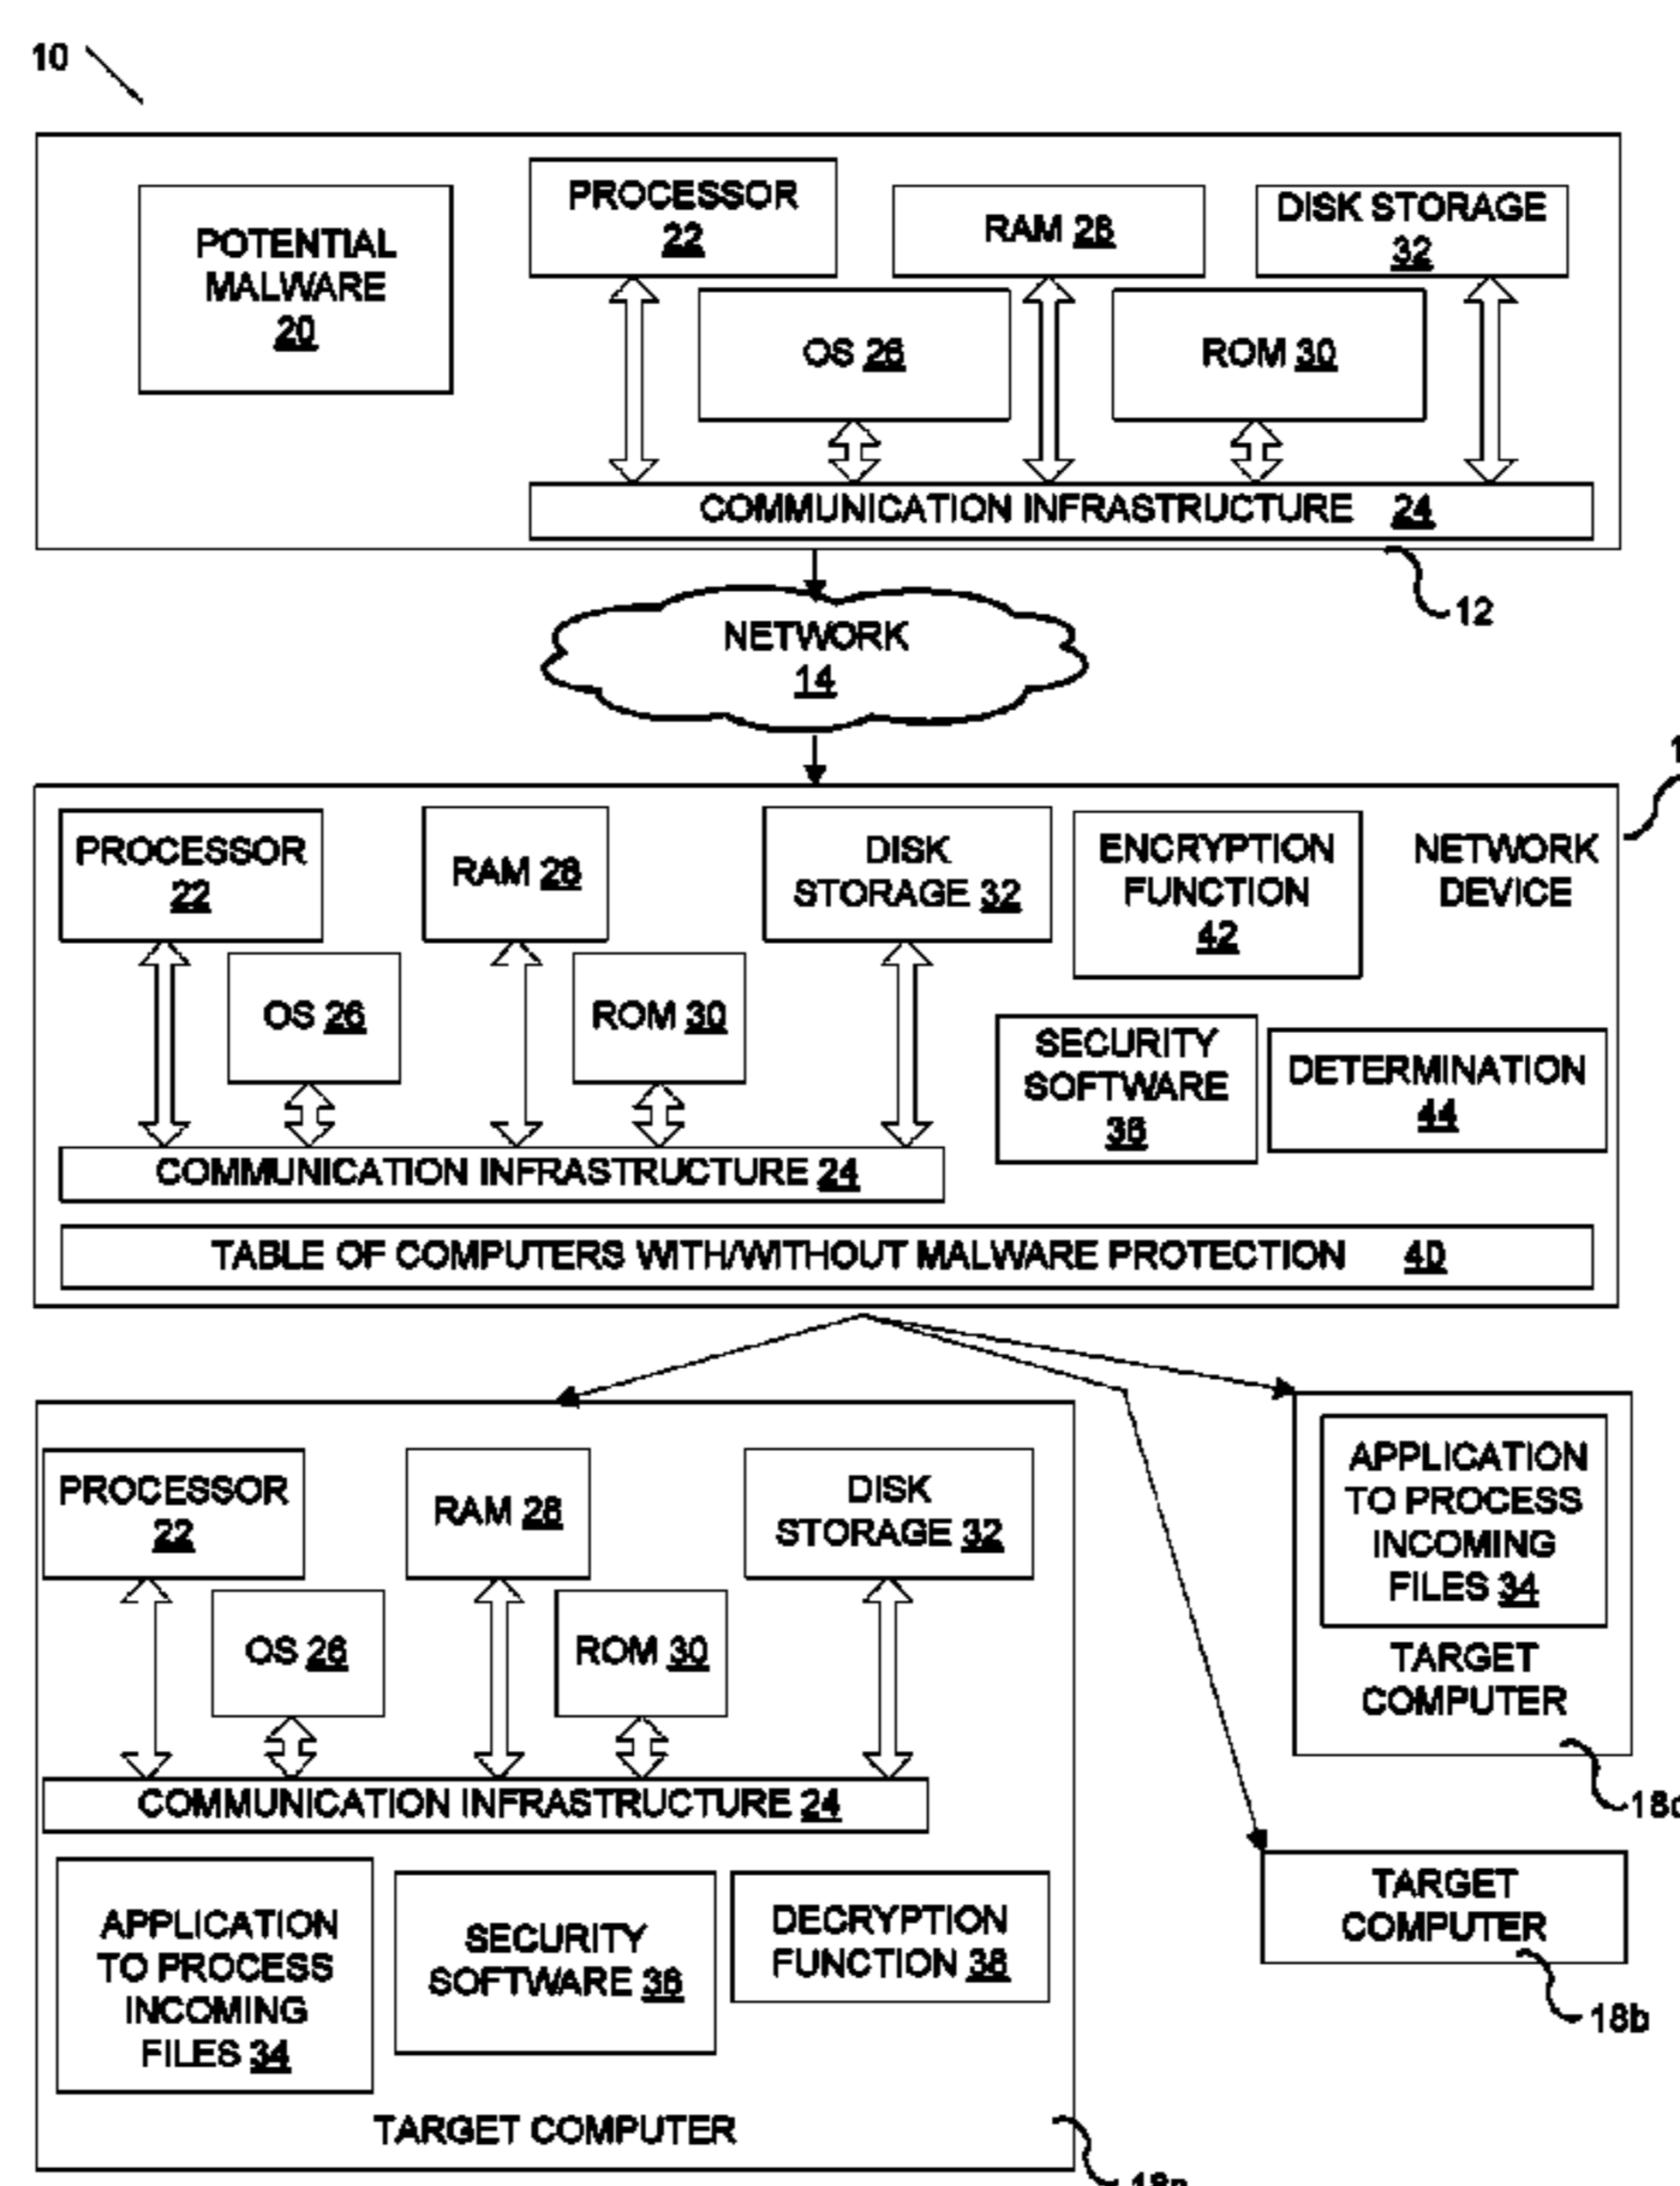 10
POTENTIAL
MALWARE
20
PROCESSOR
22
RAM 28
DISK STORAGE
32
OS 26
ROM 30
COMMUNICATION INFRASTRUCTURE 24
12
NETWORK
14
PROCESSOR
22
RAM 28
DISK
STORAGE 32
ENCRYPTION
FUNCTION
42
NETWORK
DEVICE
OS 26
ROM 30
SECURITY
SOFTWARE
36
DETERMINATION
44
COMMUNICATION INFRASTRUCTURE 24
TABLE OF COMPUTERS WITH/WITHOUT MALWARE PROTECTION 40
PROCESSOR
22
RAM 28
DISK
STORAGE 32
OS 26
ROM 30
COMMUNICATION INFRASTRUCTURE 24
APPLICATION
TO PROCESS
INCOMING
FILES 34
SECURITY
SOFTWARE 36
DECRYPTION
FUNCTION 38
TARGET COMPUTER
APPLICATION
TO PROCESS
INCOMING
FILES 34
TARGET
COMPUTER
TARGET
COMPUTER
18b